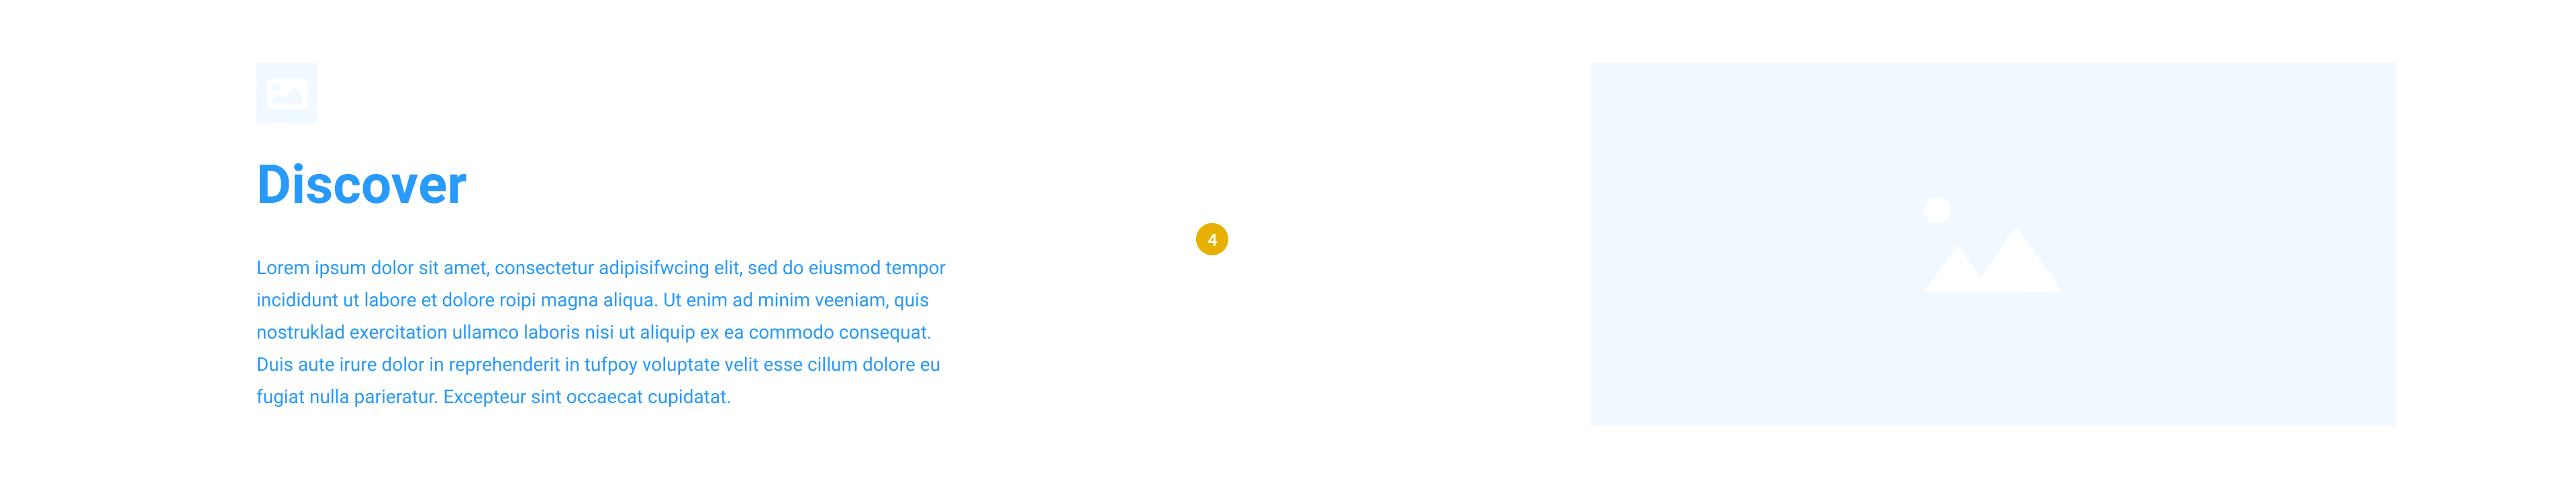 Discover
4
Lorem ipsum dolor sit amet, consectetur adipisifwcing elit, sed do eiusmod tempor
incididunt ut labore et dolore roipi magna aliqua. Ut enim ad minim veeniam, quis
nostruklad exercitation ullamco laboris nisi ut aliquip ex ea commodo consequat.
Duis aute irure dolor in reprehenderit in tufpoy voluptate velit esse cillum dolore eu
fugiat nulla parieratur. Excepteur sint occaecat cupidatat.